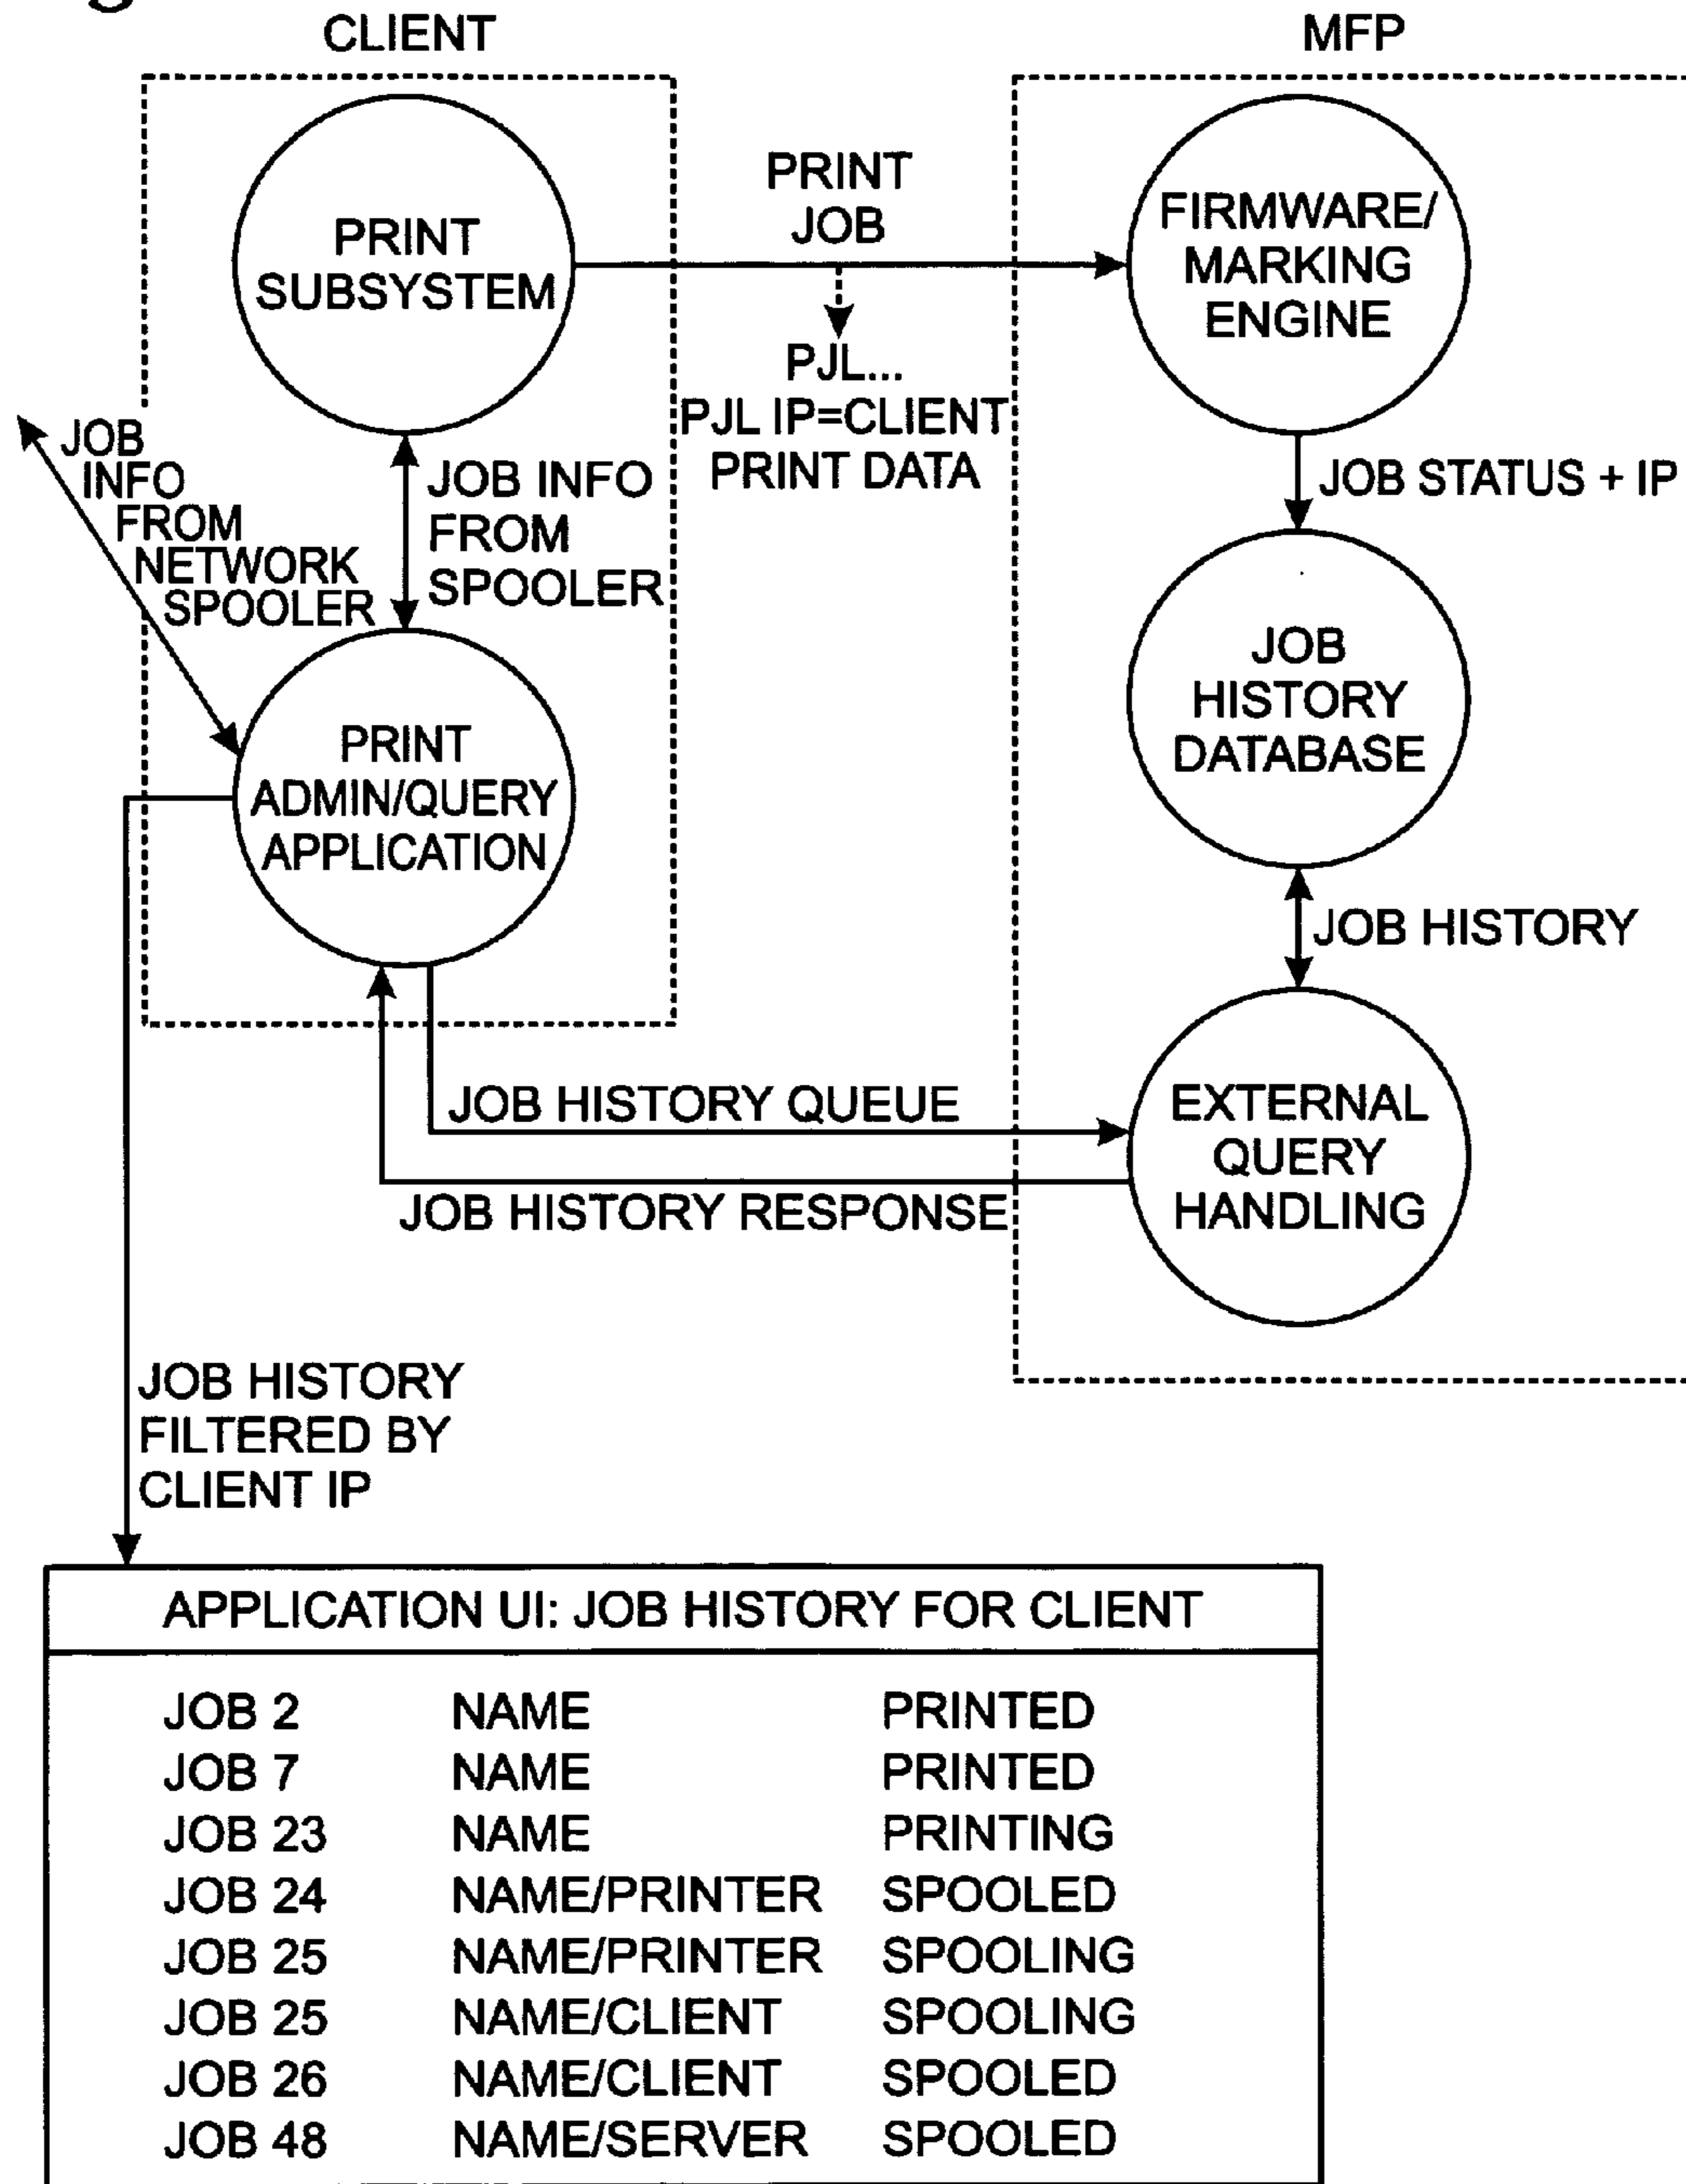 CLIENT
MFP
PRINT
SUBSYSTEM
PRINT
JOB
PJL...
PJL IP=CLIENT
PRINT DATA
FIRMWARE/
MARKING
ENGINE
JOB STATUS + IP
JOB
INFO
FROM
NETWORK
SPOOLER
JOB INFO
FROM
SPOOLER
PRINT
ADMIN/QUERY
APPLICATION
JOB
HISTORY
DATABASE
JOB HISTORY
JOB HISTORY QUEUE
JOB HISTORY RESPONSE
EXTERNAL
QUERY
HANDLING
JOB HISTORY
FILTERED BY
CLIENT IP
APPLICATION UI: JOB HISTORY FOR CLIENT
JOB 2 NAME PRINTED
JOB 7 NAME PRINTED
JOB 23 NAME PRINTING
JOB 24 NAME/PRINTER SPOOLED
JOB 25 NAME/PRINTER SPOOLING
JOB 25 NAME/CLIENT SPOOLING
JOB 26 NAME/CLIENT SPOOLED
JOB 48 NAME/SERVER SPOOLED